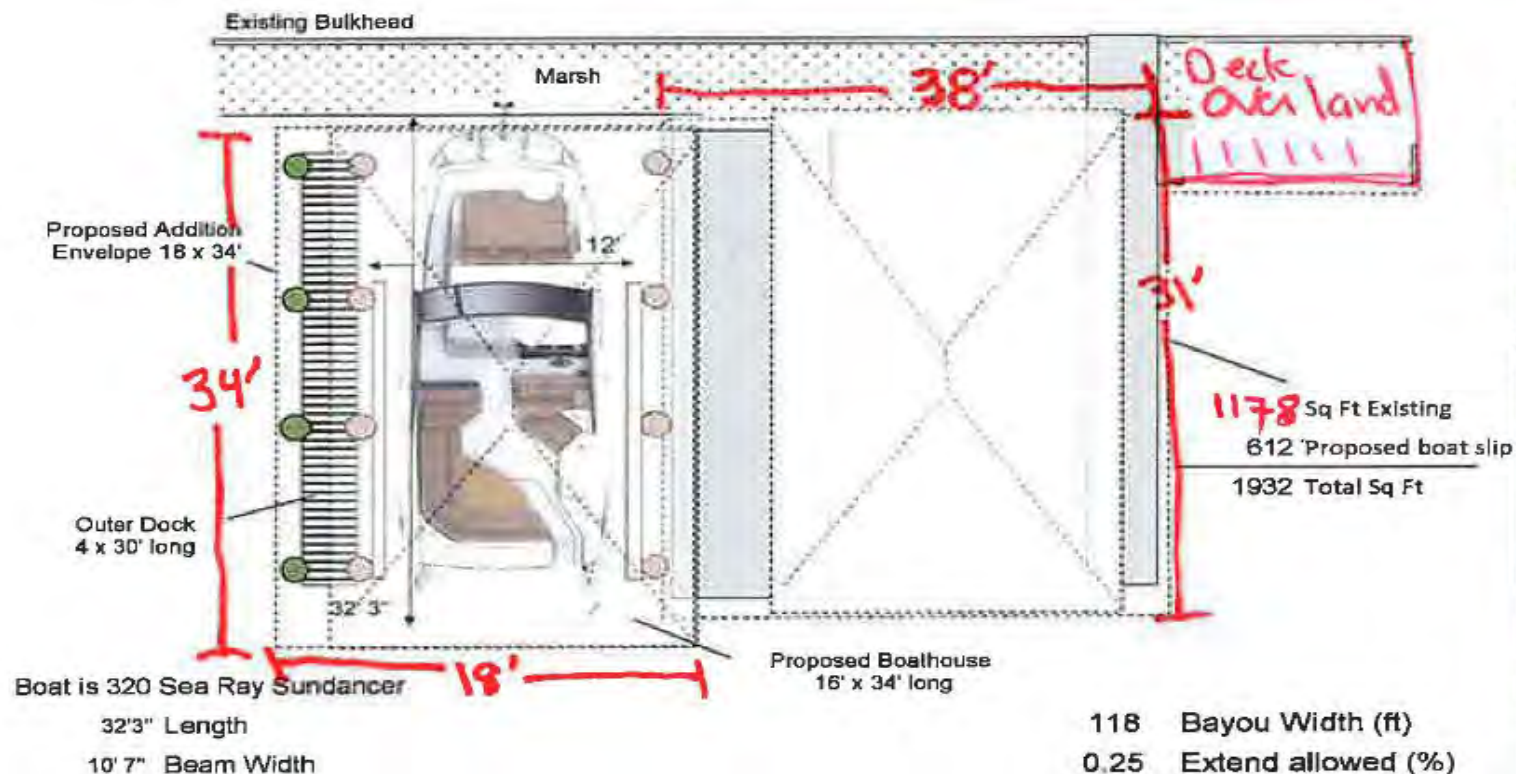 Existing Bulkhead
Marsh
38'
Deck
Over land
Proposed Addition
Envelope 18 x 34'
12'
34'
31'
1178 Sq Ft Existing
612 Proposed boat slip
1932 Total Sq Ft
Outer Dock
4 x 30' long
32' 3"
18'
Proposed Boathouse
16' x 34' long
Boat is 320 Sea Ray Sundancer
32'3" Length
10' 7" Beam Width
118 Bayou Width (ft)
0.25 Extend allowed (%)